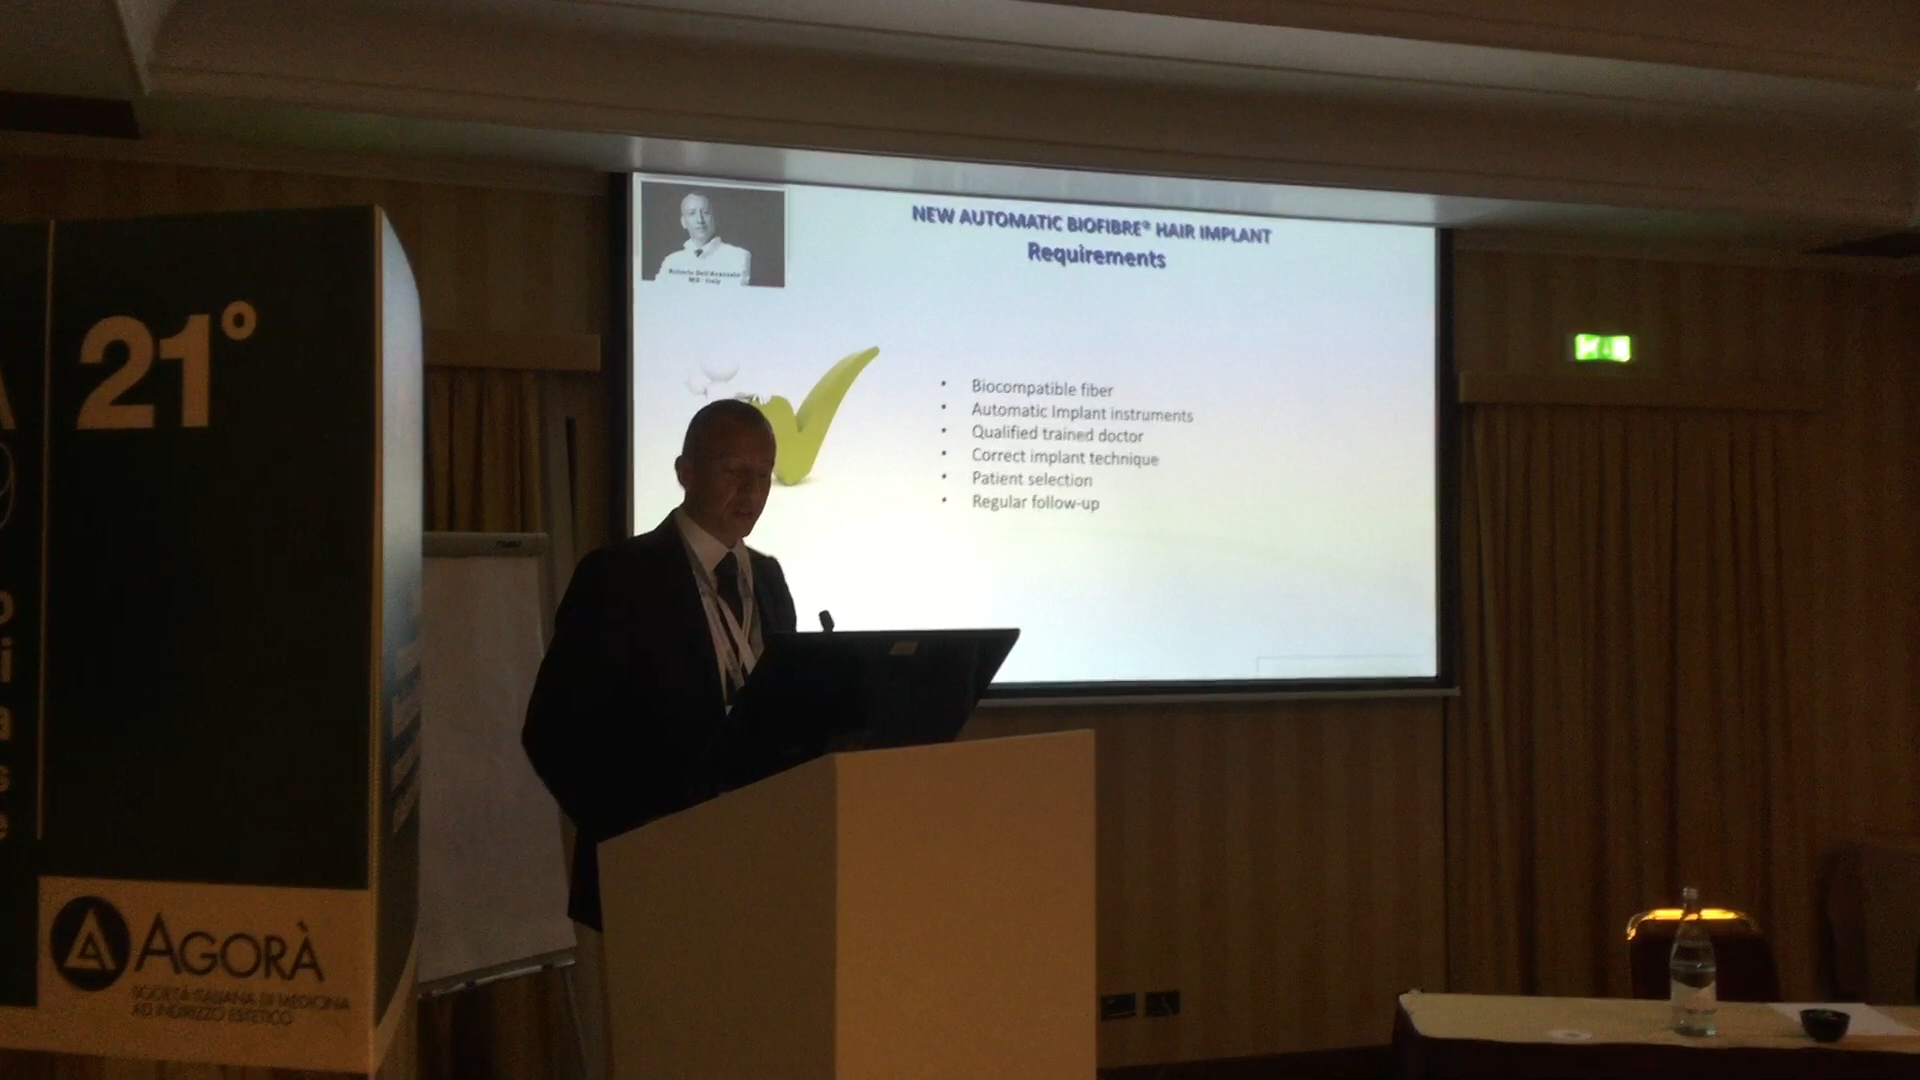 21°
AGORÀ
SOCIETÀ ITALIANA DI MEDICINA
AD INDIRIZZO ESTETICO
NEW AUTOMATIC BIOFIBRE® HAIR IMPLANT
Requirements
• Biocompatible fiber
• Automatic Implant instruments
• Qualified trained doctor
• Correct implant technique
• Patient selection
• Regular follow-up